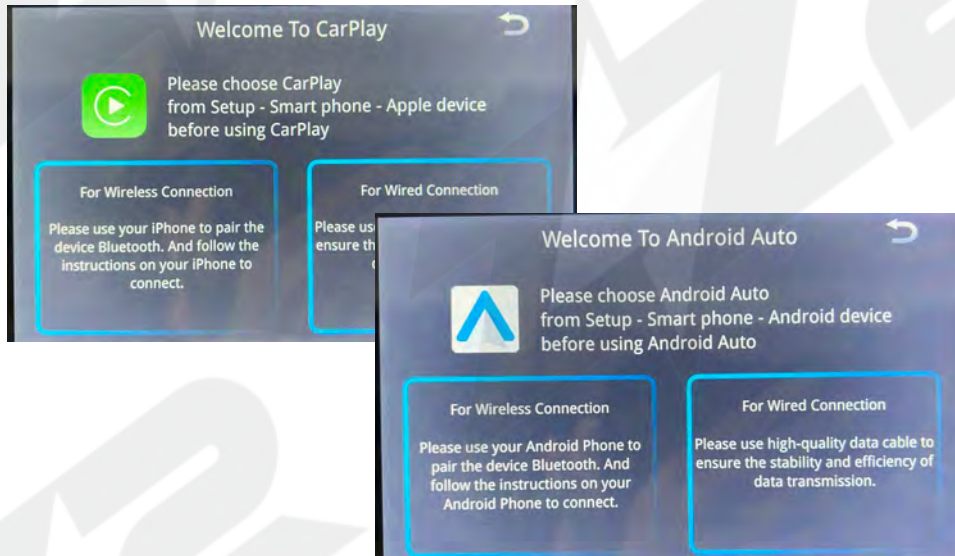 Welcome To CarPlay
Please choose CarPlay
from Setup - Smart phone - Apple device
before using CarPlay
For Wireless Connection
Please use your iPhone to pair the
device Bluetooth. And follow the
instructions on your iPhone to
connect.
For Wired Connection
Please
ensure
Welcome To Android Auto
Please choose Android Auto
from Setup - Smart phone - Android device
before using Android Auto
For Wireless Connection
Please use your Android Phone to
pair the device Bluetooth. And
follow the instructions on your
Android Phone to connect.
For Wired Connection
Please use high-quality data cable to
ensure the stability and efficiency of
data transmission.